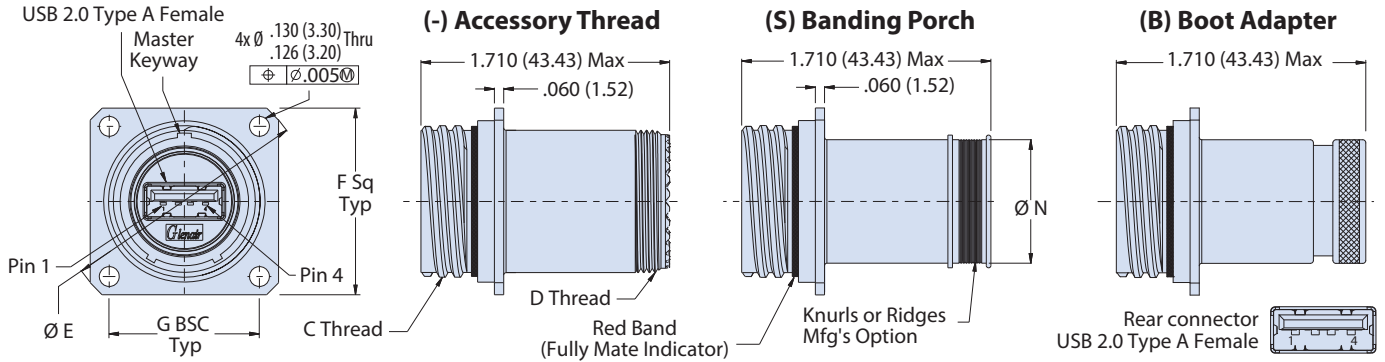 USB 2.0 Type A Female
Master
Keyway
4x Ø .130 (3.30) Thru
.126 (3.20)
⌖ Ø.005Ⓜ
F Sq
Typ
Pin 1
Pin 4
Ø E
G BSC
Typ
Glenair
(-) Accessory Thread
1.710 (43.43) Max
.060 (1.52)
C Thread
D Thread
(S) Banding Porch
1.710 (43.43) Max
.060 (1.52)
Ø N
Red Band
(Fully Mate Indicator)
Knurls or Ridges
Mfg's Option
(B) Boot Adapter
1.710 (43.43) Max
Rear connector
USB 2.0 Type A Female
1 4